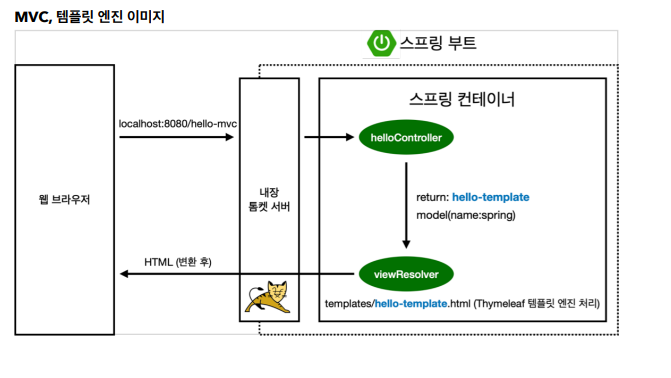 MVC, 템플릿 엔진 이미지
스프링 부트
스프링 컨테이너
localhost:8080/hello-mvc
helloController
웹 브라우저
내장
톰켓 서버
return: hello-template
model(name:spring)
HTML (변환 후)
viewResolver
templates/hello-template.html (Thymeleaf 템플릿 엔진 처리)